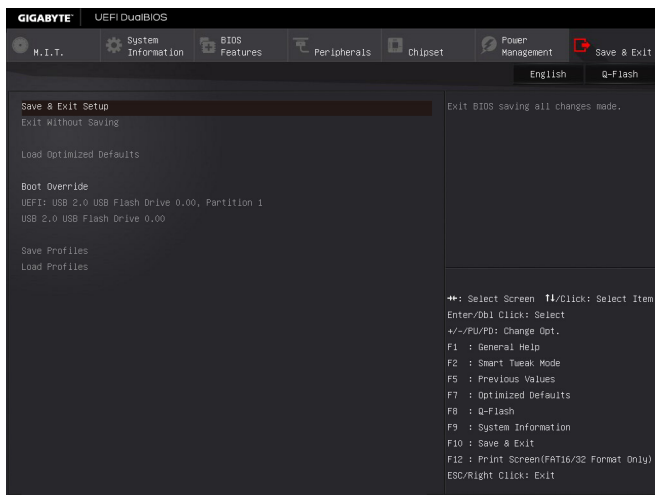 GIGABYTE™ UEFI DualBIOS
M.I.T.
System Information
BIOS Features
Peripherals
Chipset
Power Management
Save & Exit
English Q-Flash
Save & Exit Setup
Exit Without Saving
Load Optimized Defaults
Boot Override
UEFI: USB 2.0 USB Flash Drive 0.00, Partition 1
USB 2.0 USB Flash Drive 0.00
Save Profiles
Load Profiles
Exit BIOS saving all changes made.
→←: Select Screen ↑↓/Click: Select Item
Enter/Dbl Click: Select
+/-/PU/PD: Change Opt.
F1 : General Help
F2 : Smart Tweak Mode
F5 : Previous Values
F7 : Optimized Defaults
F8 : Q-Flash
F9 : System Information
F10 : Save & Exit
F12 : Print Screen(FAT16/32 Format Only)
ESC/Right Click: Exit